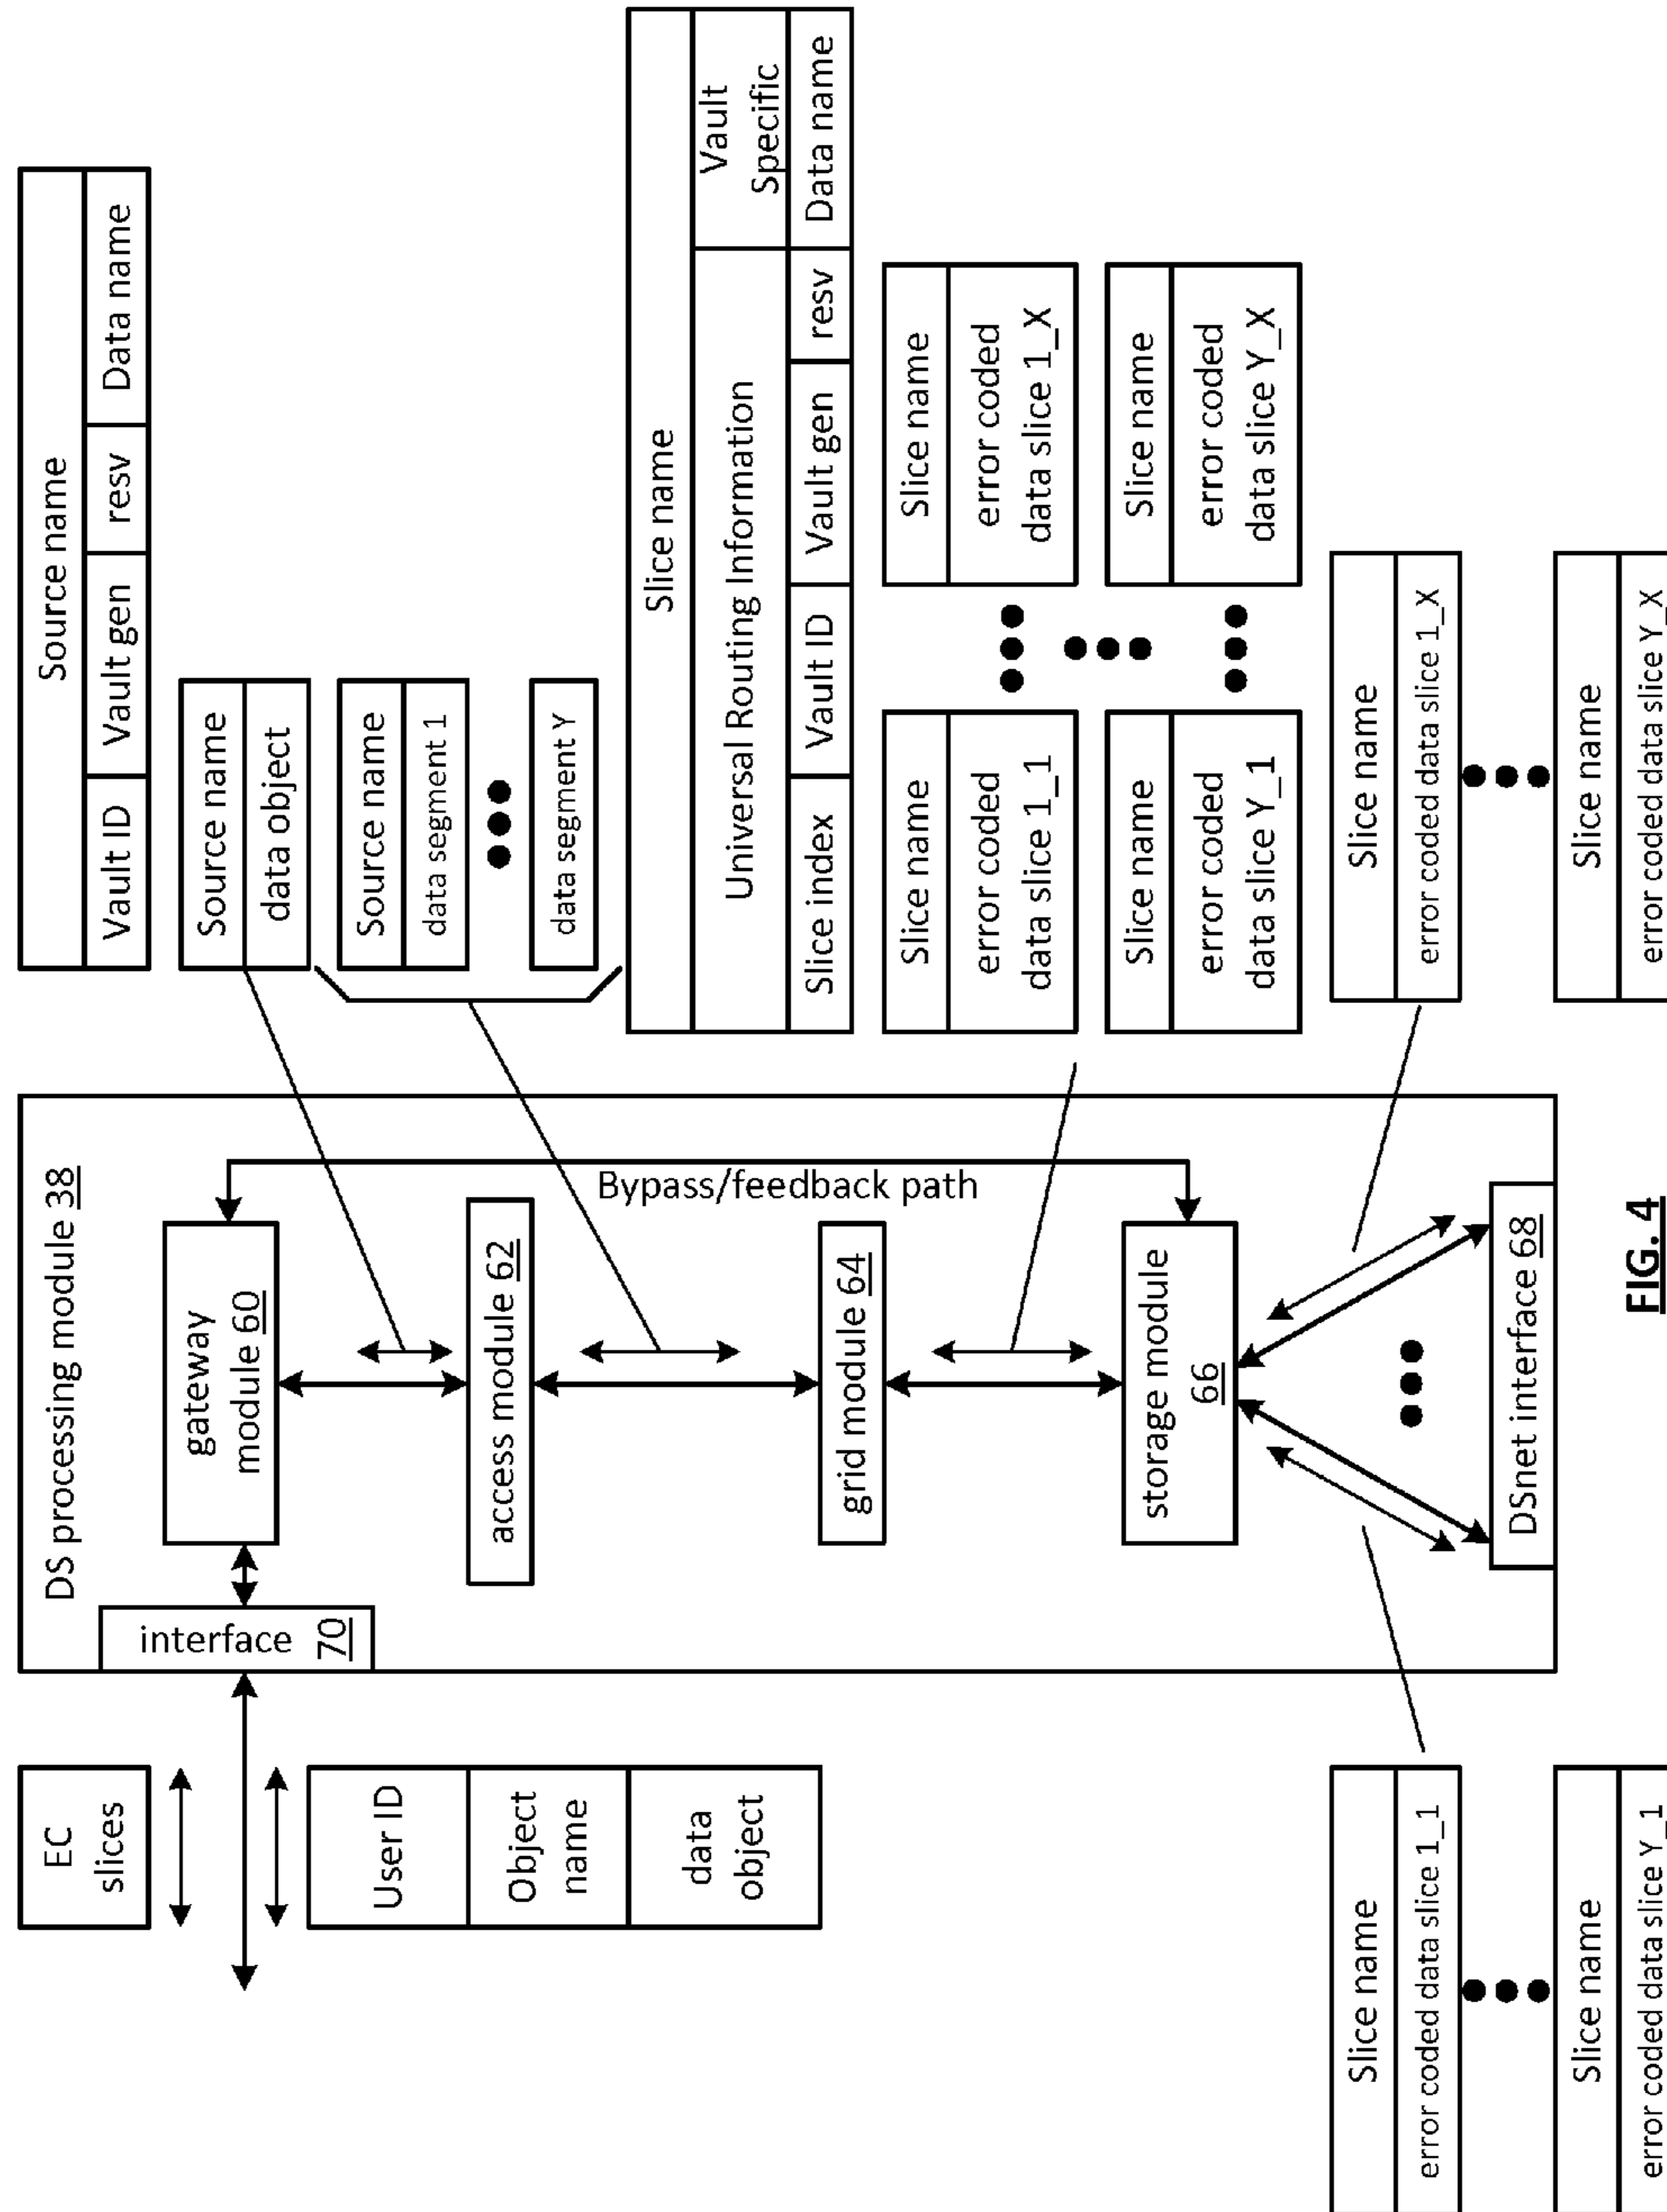 EC
slices
User ID
Object
name
data
object
interface 70
DS processing module 38
gateway
module 60
access module 62
Bypass/feedback path
grid module 64
storage module
66
DSnet interface 68
Source name
Vault ID Vault gen resv Data name
Source name
data object
Source name
data segment 1
data segment Y
Slice name
Universal Routing Information
Vault
Specific
Slice index Vault ID Vault gen resv Data name
Slice name
error coded
data slice 1_1
Slice name
error coded
data slice 1_X
Slice name
error coded
data slice Y_1
Slice name
error coded
data slice Y_X
Slice name
error coded data slice 1_1
Slice name
error coded data slice Y_1
Slice name
error coded data slice 1_X
Slice name
error coded data slice Y_X
FIG. 4